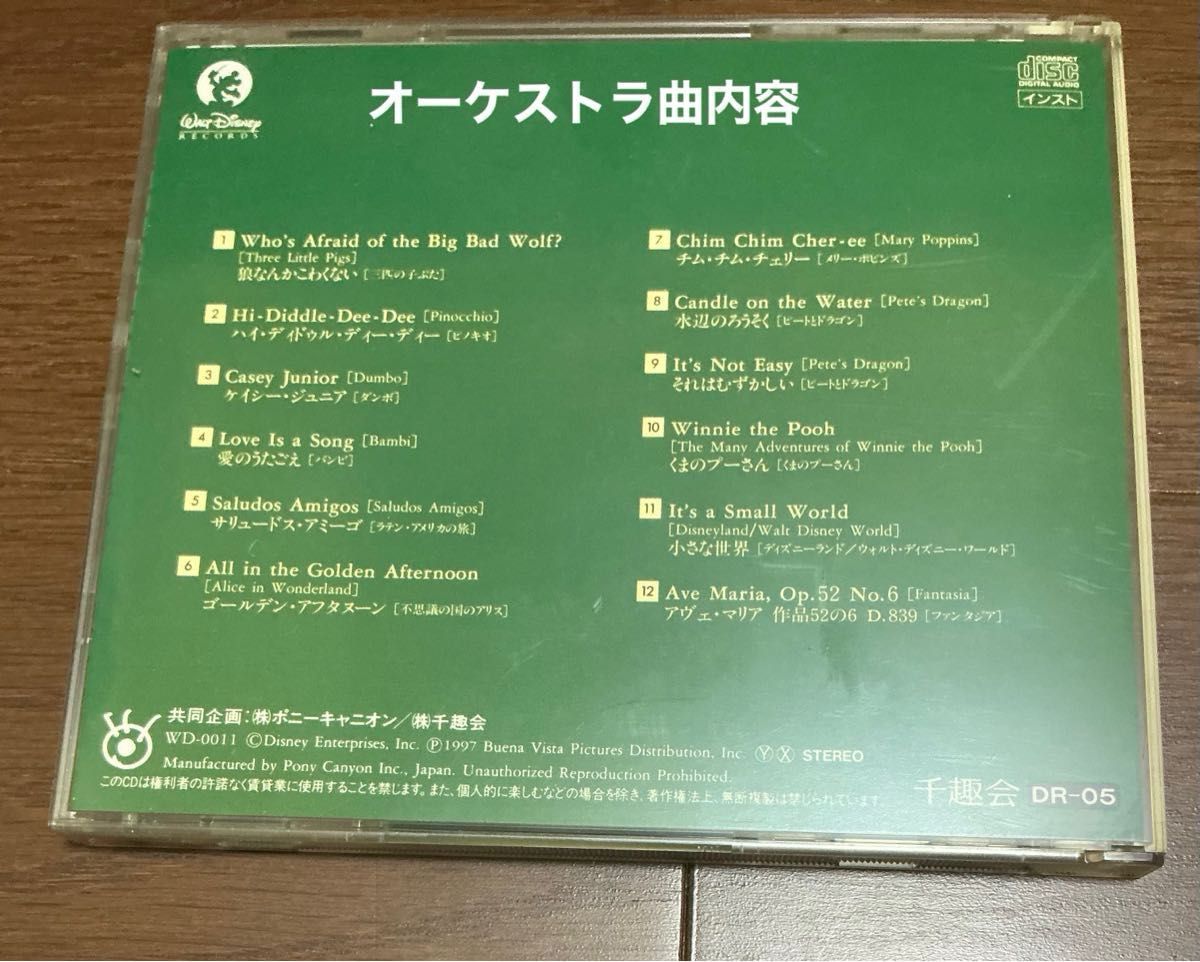 WALT DISNEY
RECORDS
オーケストラ曲内容
COMPACT
disc
DIGITAL AUDIO
インスト
1 Who's Afraid of the Big Bad Wolf?
[Three Little Pigs]
狼なんかこわくない [三匹の子ぶた]
2 Hi-Diddle-Dee-Dee [Pinocchio]
ハイ・ディドゥル・ディー・ディー [ピノキオ]
3 Casey Junior [Dumbo]
ケイシー・ジュニア [ダンボ]
4 Love Is a Song [Bambi]
愛のうたごえ [バンビ]
5 Saludos Amigos [Saludos Amigos]
サリュードス・アミーゴ [ラテン・アメリカの旅]
6 All in the Golden Afternoon
[Alice in Wonderland]
ゴールデン・アフタヌーン [不思議の国のアリス]
7 Chim Chim Cher-ee [Mary Poppins]
チム・チム・チェリー [メリー・ポピンズ]
8 Candle on the Water [Pete's Dragon]
水辺のろうそく [ピートとドラゴン]
9 It's Not Easy [Pete's Dragon]
それはむずかしい [ピートとドラゴン]
10 Winnie the Pooh
[The Many Adventures of Winnie the Pooh]
くまのプーさん [くまのプーさん]
11 It's a Small World
[Disneyland/Walt Disney World]
小さな世界 [ディズニーランド/ウォルト・ディズニー・ワールド]
12 Ave Maria, Op.52 No.6 [Fantasia]
アヴェ・マリア 作品52の6 D.839 [ファンタジア]
共同企画:㈱ポニーキャニオン/㈱千趣会
WD-0011 ©Disney Enterprises, Inc. ℗1997 Buena Vista Pictures Distribution, Inc. Ⓨ Ⓧ STEREO
Manufactured by Pony Canyon Inc., Japan. Unauthorized Reproduction Prohibited.
このCDは権利者の許諾なく賃貸業に使用することを禁じます。また、個人的に楽しむなどの場合を除き、著作権法上、無断複製は禁じられています。
千趣会 DR-05